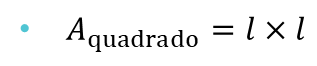 • A_quadrado = l × l